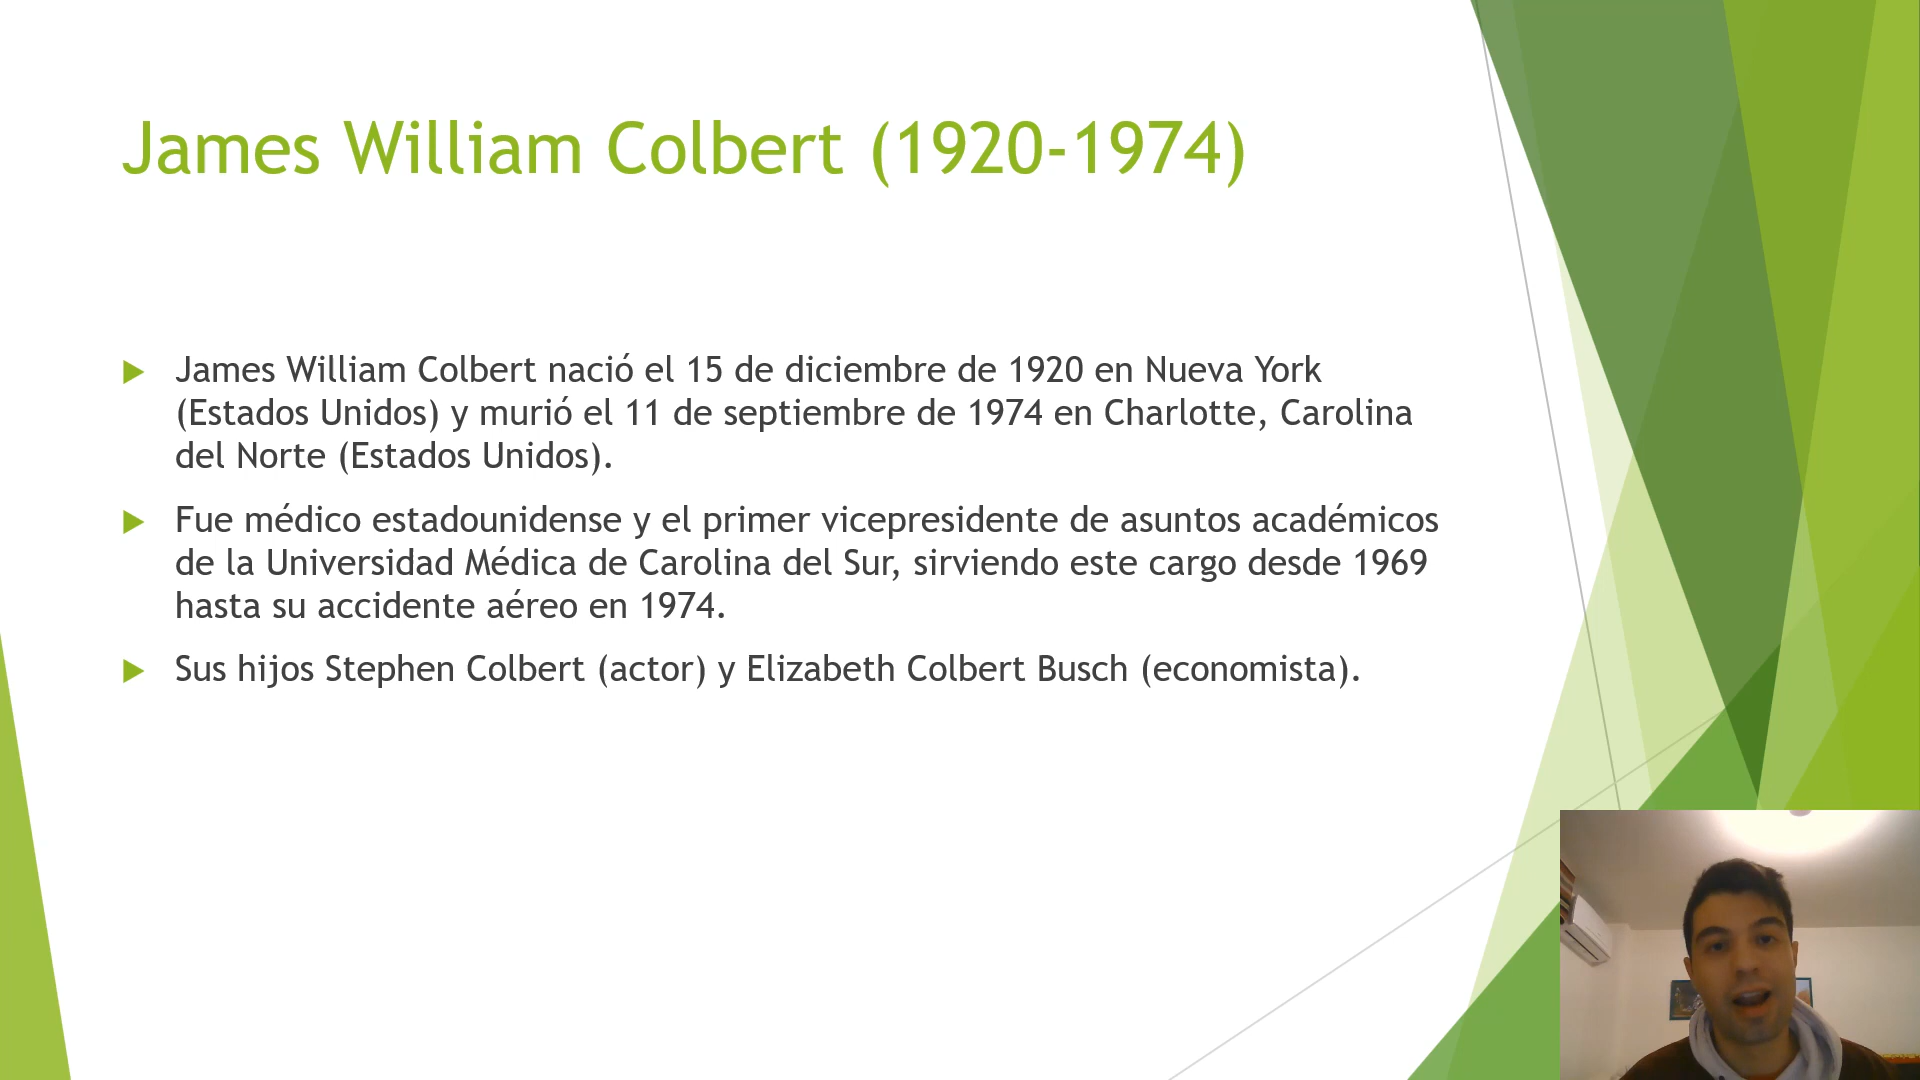 James William Colbert (1920-1974)
James William Colbert nació el 15 de diciembre de 1920 en Nueva York
(Estados Unidos) y murió el 11 de septiembre de 1974 en Charlotte, Carolina
del Norte (Estados Unidos).
Fue médico estadounidense y el primer vicepresidente de asuntos académicos
de la Universidad Médica de Carolina del Sur, sirviendo este cargo desde 1969
hasta su accidente aéreo en 1974.
Sus hijos Stephen Colbert (actor) y Elizabeth Colbert Busch (economista).